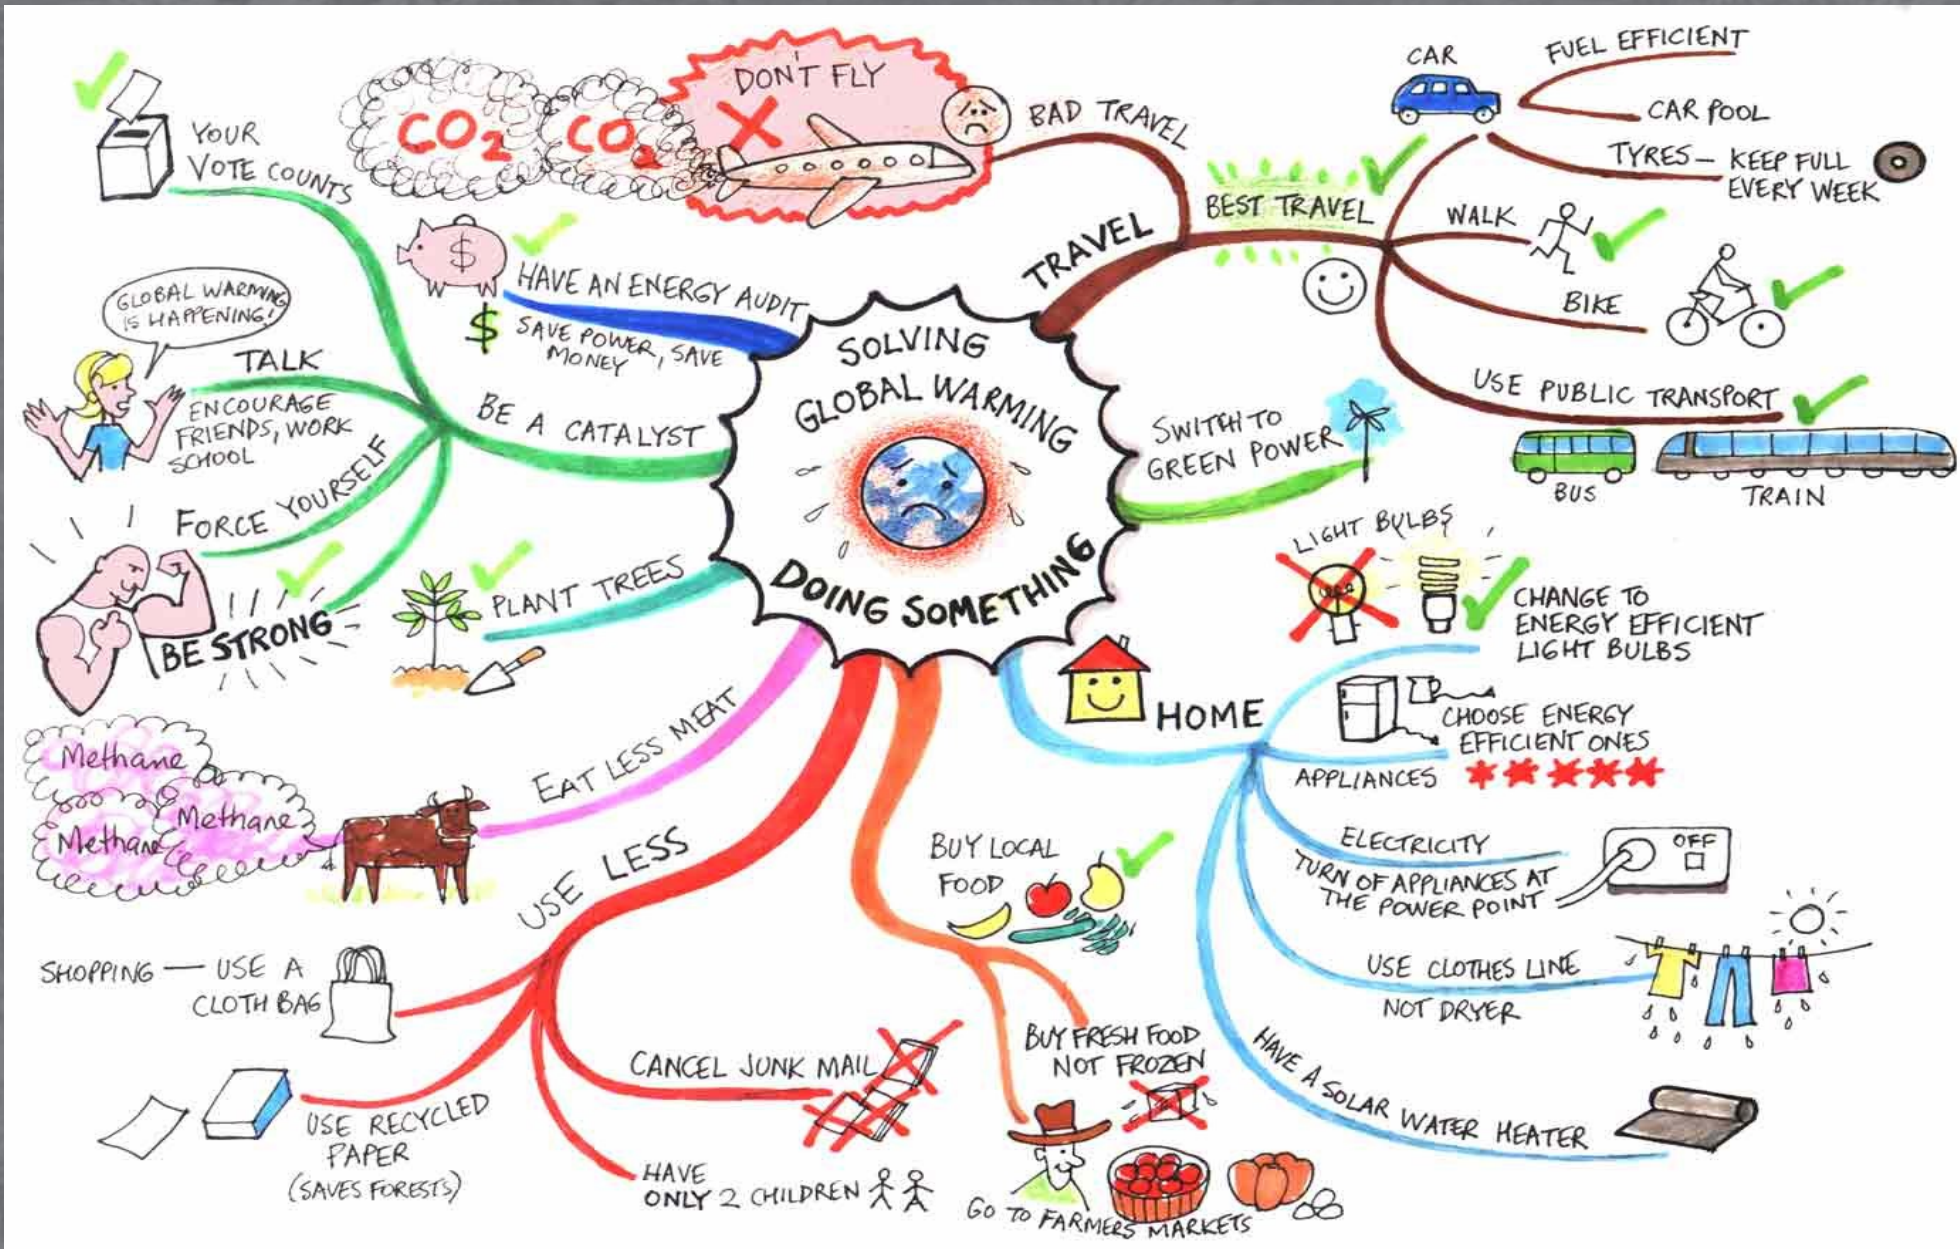 SOLVING
GLOBAL WARMING
DOING SOMETHING
TRAVEL
BAD TRAVEL
DON'T FLY
CO2
CO2
BEST TRAVEL
CAR
FUEL EFFICIENT
CAR POOL
TYRES — KEEP FULL
EVERY WEEK
WALK
BIKE
USE PUBLIC TRANSPORT
BUS
TRAIN
SWITCH TO
GREEN POWER
HOME
LIGHT BULBS
CHANGE TO
ENERGY EFFICIENT
LIGHT BULBS
CHOOSE ENERGY
EFFICIENT ONES
APPLIANCES
ELECTRICITY
TURN OF APPLIANCES AT
THE POWER POINT
OFF
USE CLOTHES LINE
NOT DRYER
HAVE A SOLAR WATER HEATER
BUY LOCAL
FOOD
BUY FRESH FOOD
NOT FROZEN
GO TO FARMERS MARKETS
USE LESS
SHOPPING — USE A
CLOTH BAG
USE RECYCLED
PAPER
(SAVES FORESTS)
CANCEL JUNK MAIL
HAVE
ONLY 2 CHILDREN
EAT LESS MEAT
Methane
Methane
Methane
PLANT TREES
BE A CATALYST
YOUR
VOTE COUNTS
TALK
GLOBAL WARMING
IS HAPPENING!
ENCOURAGE
FRIENDS, WORK
SCHOOL
FORCE YOURSELF
BE STRONG
HAVE AN ENERGY AUDIT
$
$
SAVE POWER, SAVE
MONEY